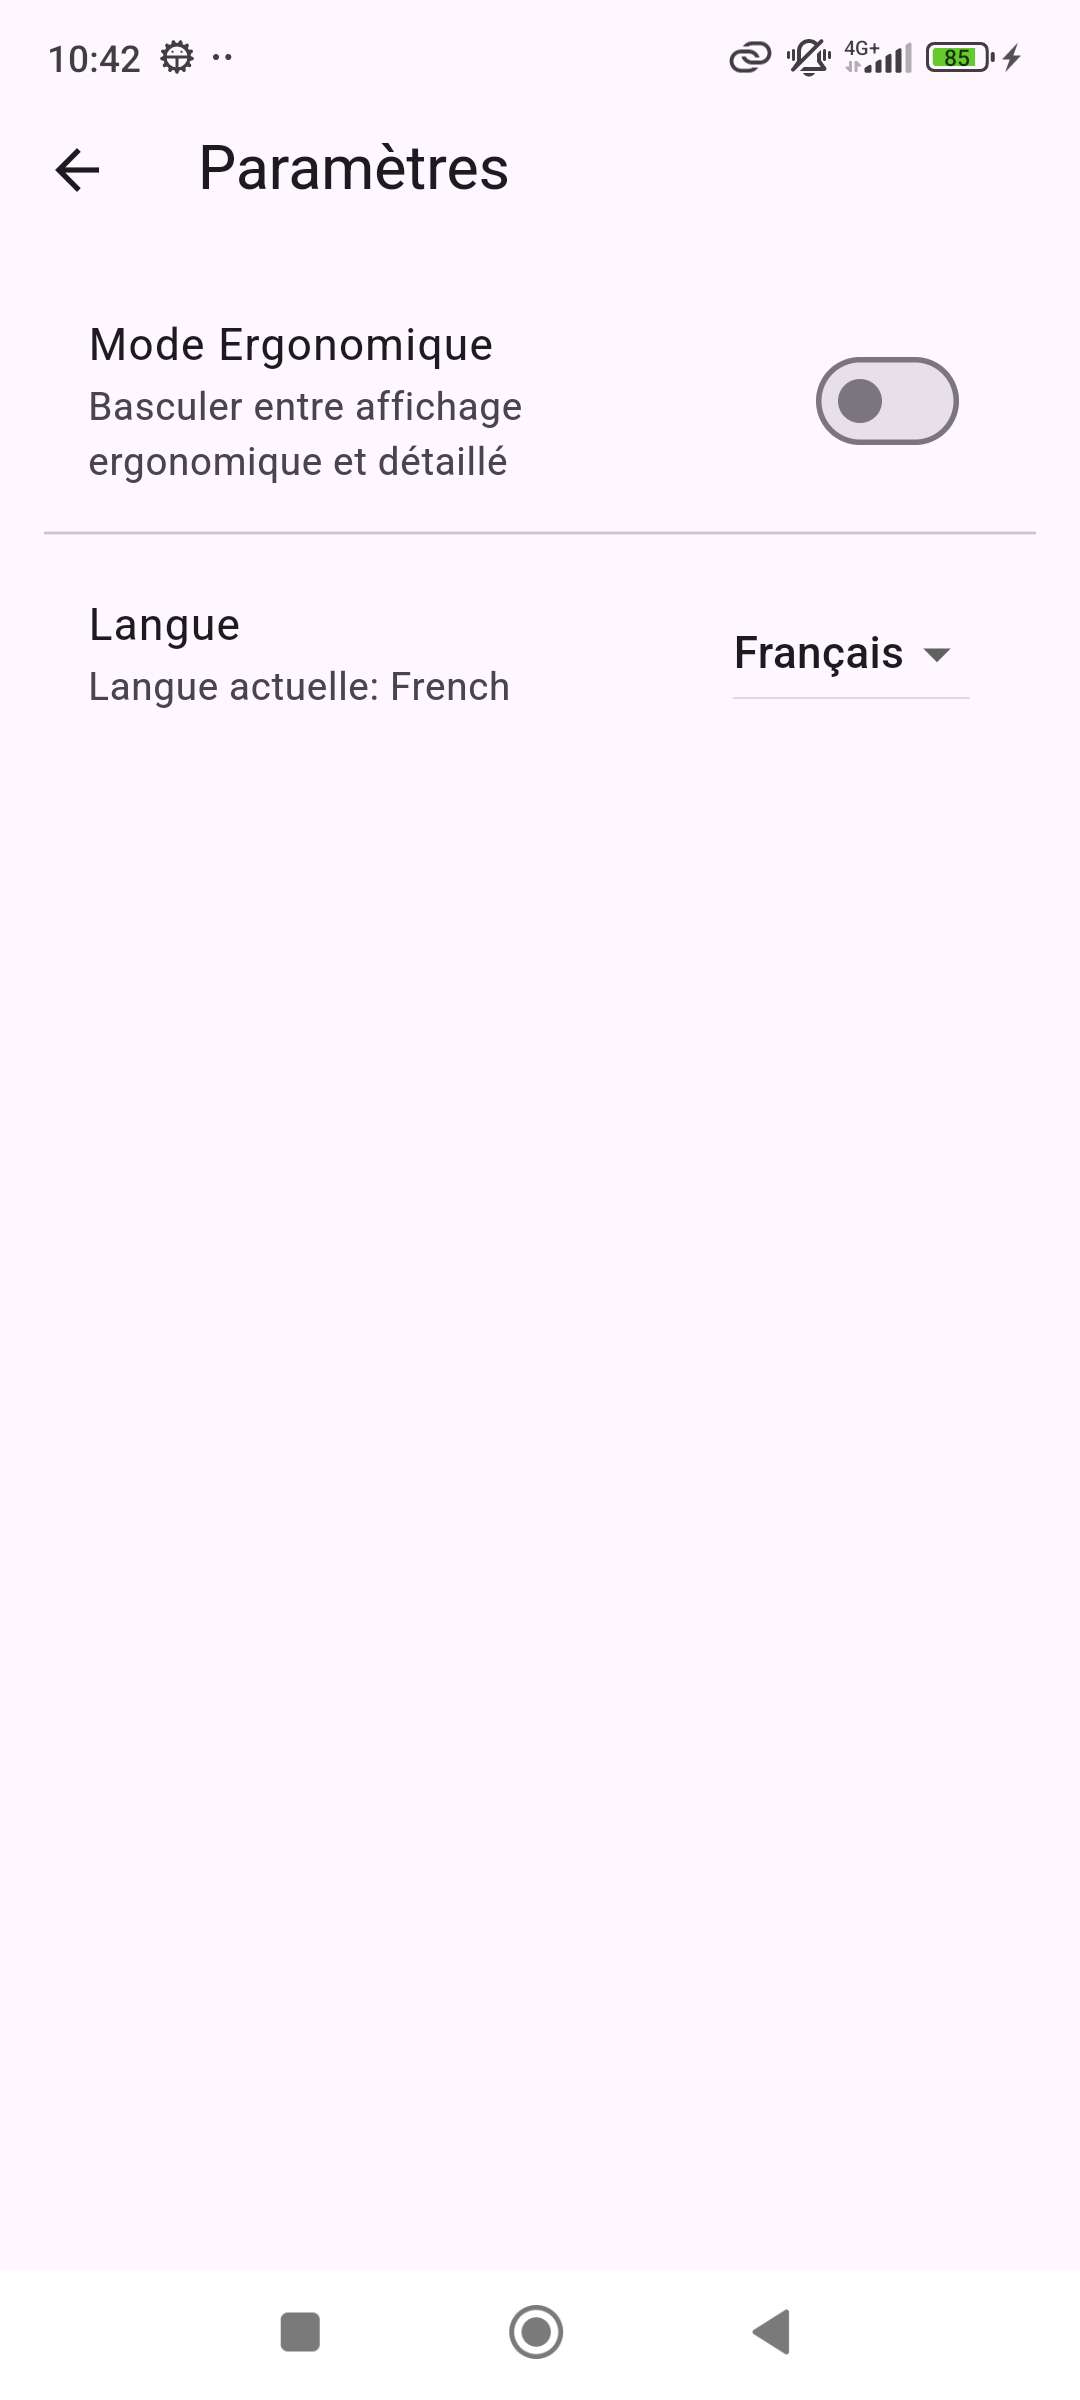 10:42
4G+
85
Paramètres
Mode Ergonomique
Basculer entre affichage
ergonomique et détaillé
Langue
Langue actuelle: French
Français